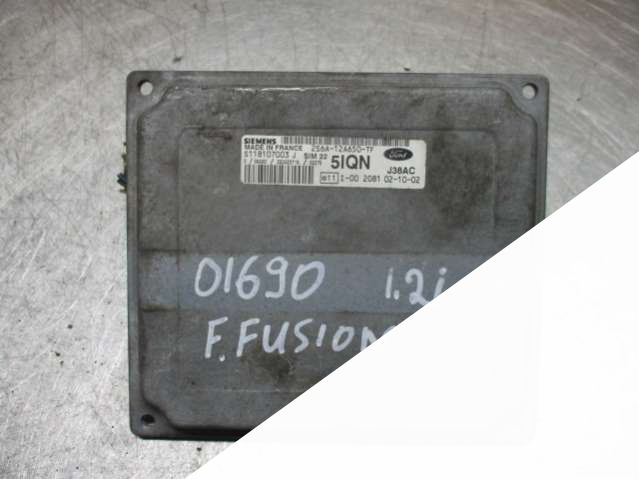 SIEMENS
MADE IN FRANCE 2S6A-12A650-TF
S118107003 J SIM 22 5IQN Ford
J38AC
e11 I-00 2081 02-10-02
01690 1.2i
F.FUSION